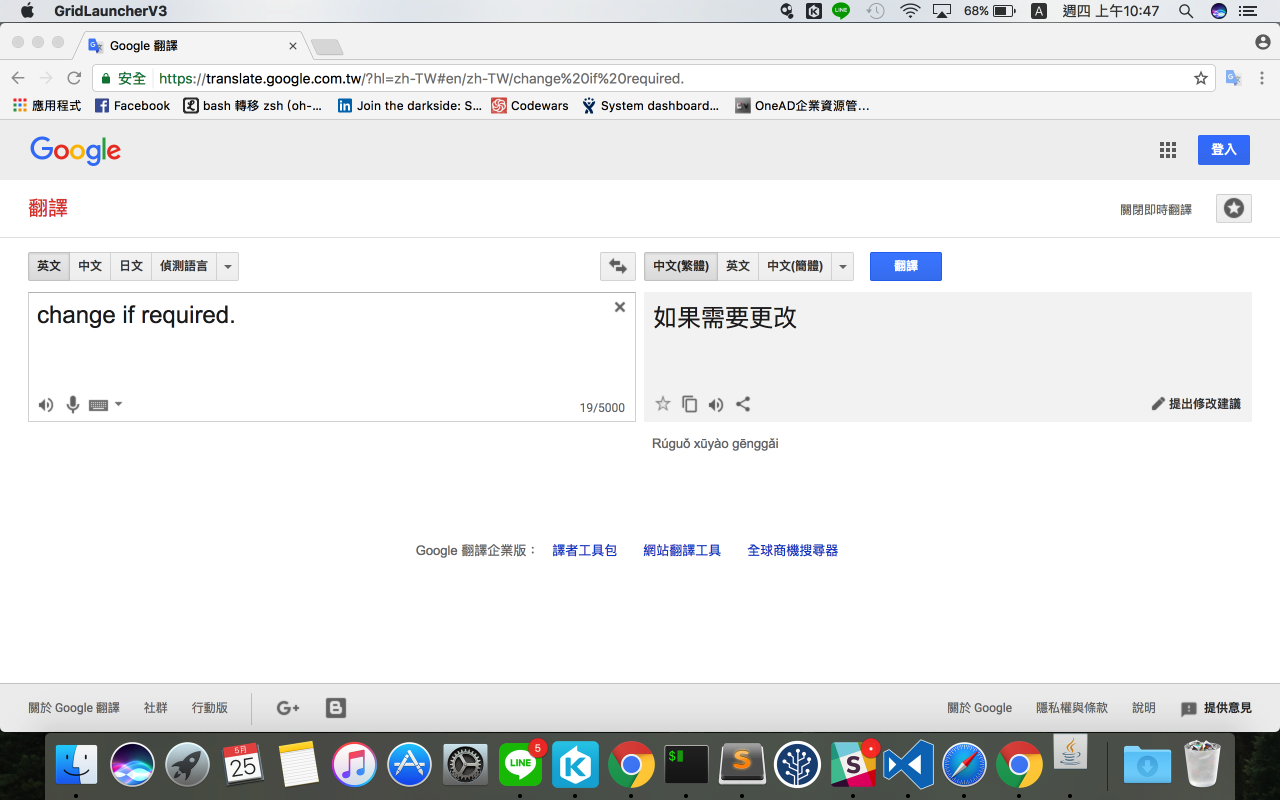 GridLauncherV3
LINE
68%
A
週四 上午10:47
Google 翻譯
安全
https://translate.google.com.tw/?hl=zh-TW#en/zh-TW/change%20if%20required.
應用程式
Facebook
bash 轉移 zsh (oh-...
Join the darkside: S...
Codewars
System dashboard...
OneAD企業資源管...
Google
登入
翻譯
關閉即時翻譯
英文 中文 日文 偵測語言
中文(繁體) 英文 中文(簡體)
翻譯
change if required.
如果需要更改
19/5000
提出修改建議
Rúguǒ xūyào gēnggǎi
Google 翻譯企業版： 譯者工具包 網站翻譯工具 全球商機搜尋器
關於 Google 翻譯 社群 行動版 G+ B
關於 Google 隱私權與條款 說明 提供意見
5月
25
LINE
5
K
$
S
S